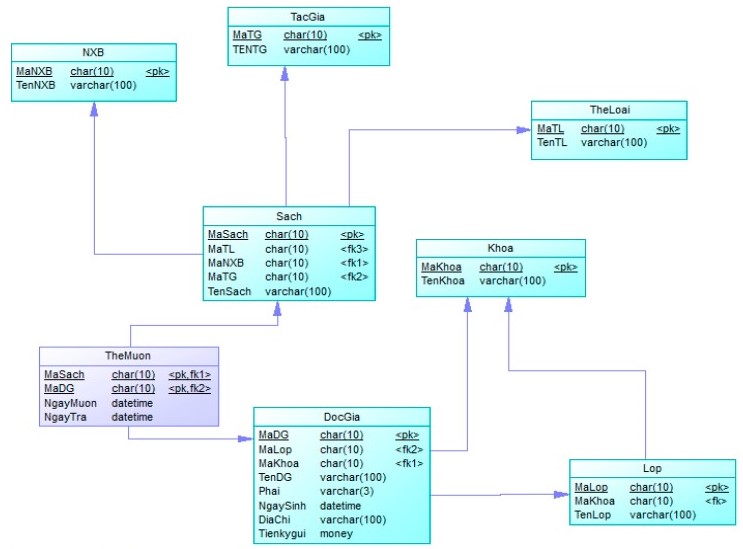 TacGia
MaTG char(10) <pk>
TENTG varchar(100)
NXB
MaNXB char(10) <pk>
TenNXB varchar(100)
TheLoai
MaTL char(10) <pk>
TenTL varchar(100)
Sach
MaSach char(10) <pk>
MaTL char(10) <fk3>
MaNXB char(10) <fk1>
MaTG char(10) <fk2>
TenSach varchar(100)
Khoa
MaKhoa char(10) <pk>
TenKhoa varchar(100)
TheMuon
MaSach char(10) <pk,fk1>
MaDG char(10) <pk,fk2>
NgayMuon datetime
NgayTra datetime
DocGia
MaDG char(10) <pk>
MaLop char(10) <fk2>
MaKhoa char(10) <fk1>
TenDG varchar(100)
Phai varchar(3)
NgaySinh datetime
DiaChi varchar(100)
Tienkygui money
Lop
MaLop char(10) <pk>
MaKhoa char(10) <fk>
TenLop varchar(100)